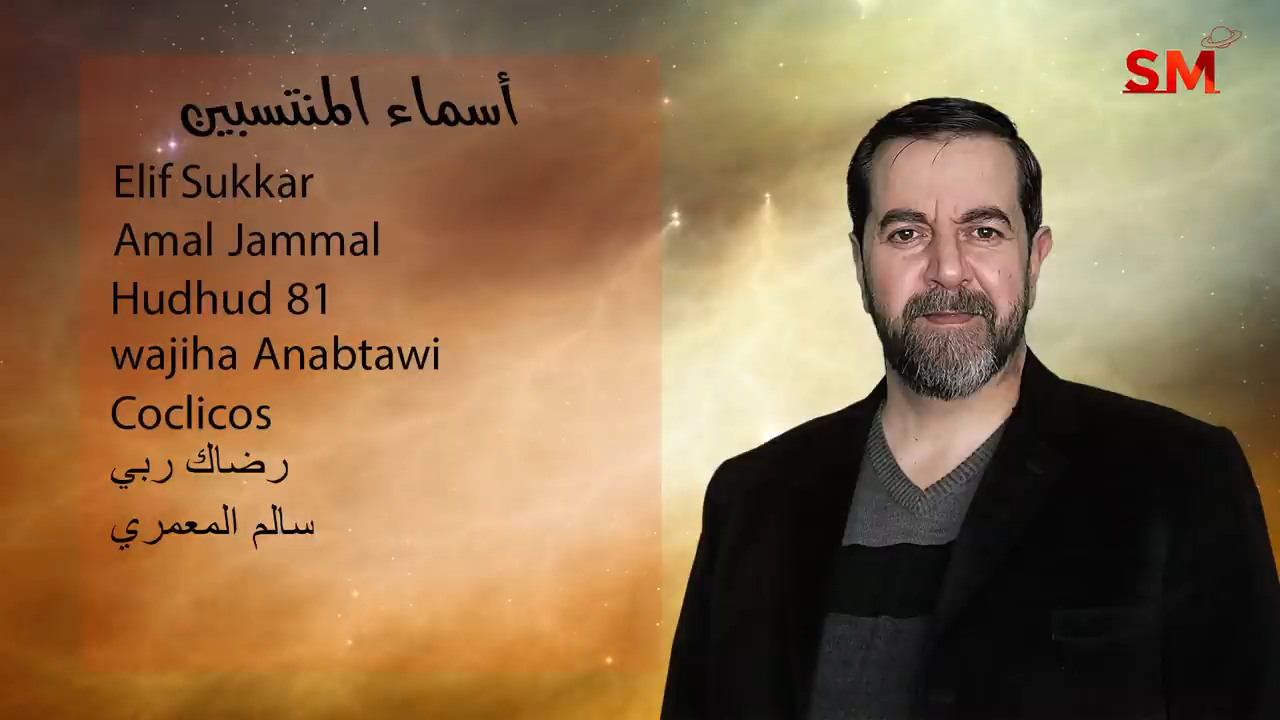 SM
أسماء المنتسبين
Elif Sukkar
Amal Jammal
Hudhud 81
wajiha Anabtawi
Coclicos
رضاك ربي
سالم المعمري